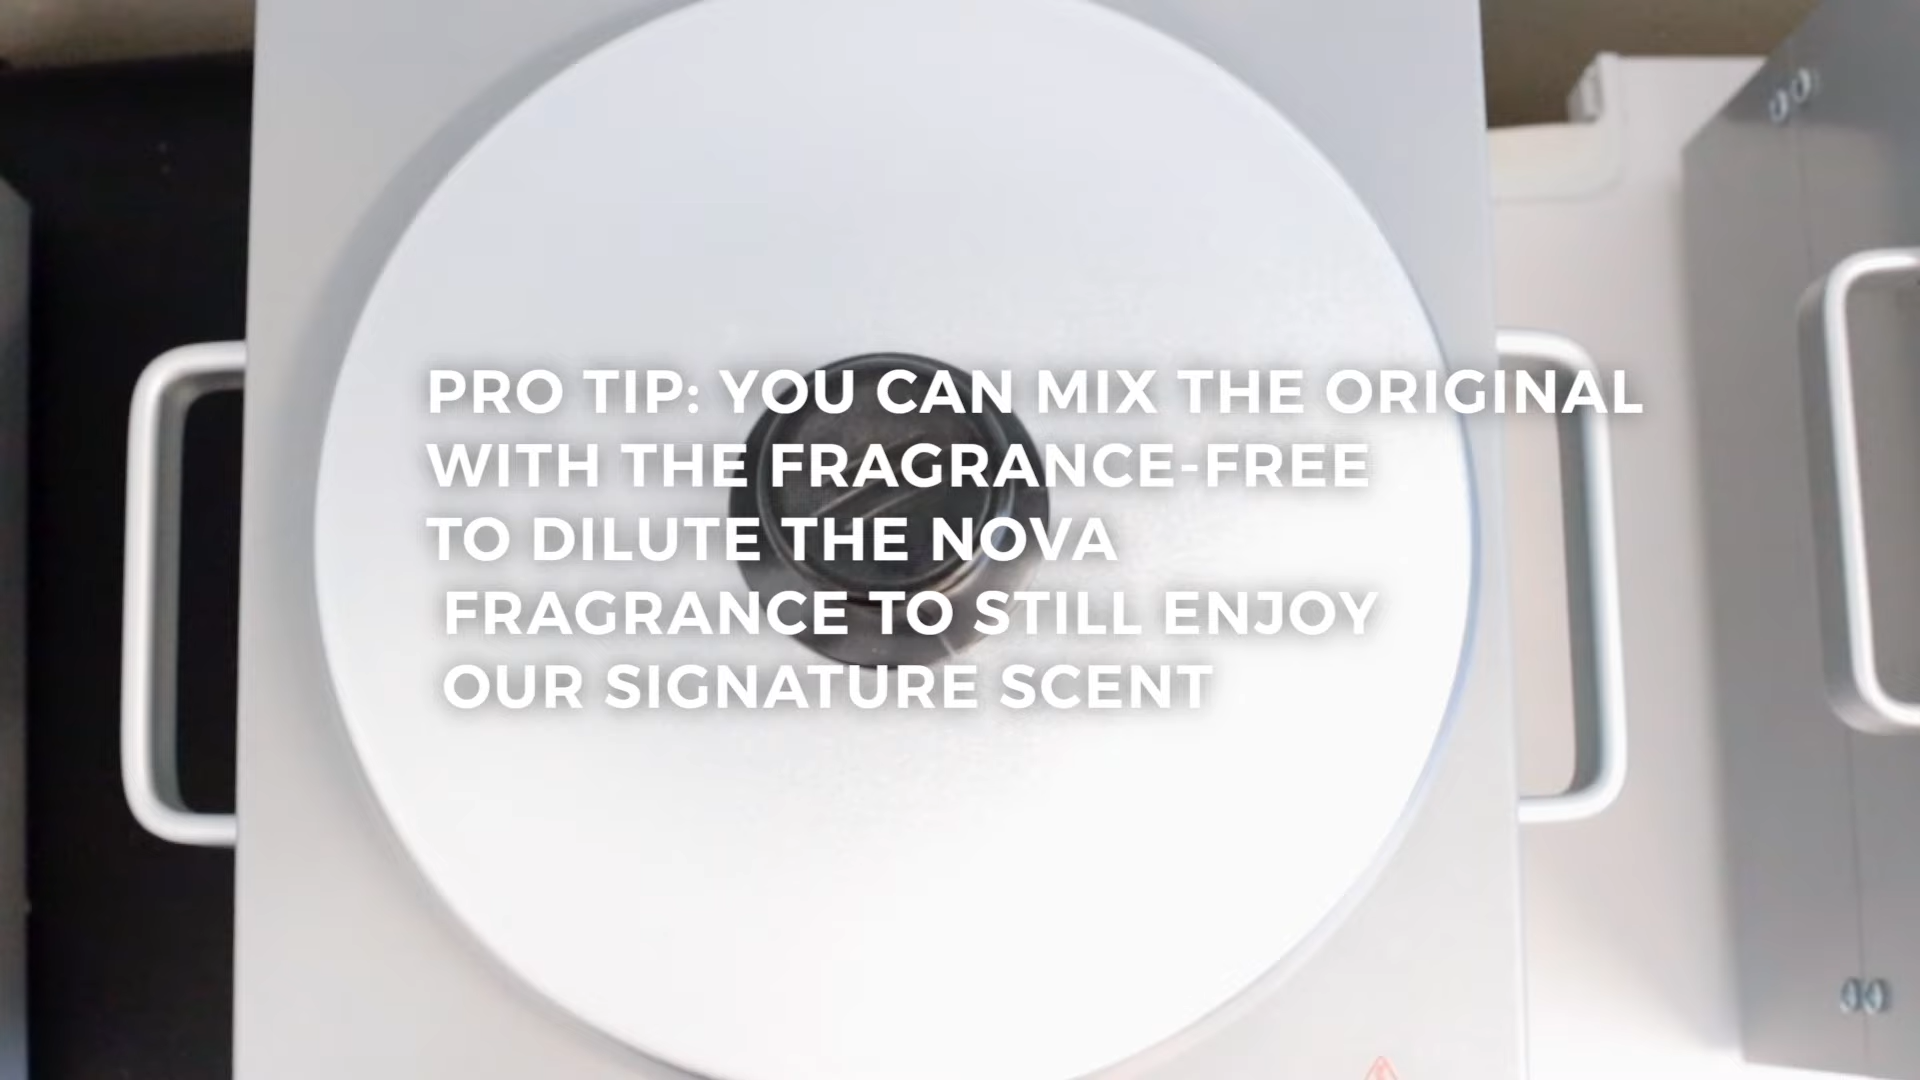 PRO TIP: YOU CAN MIX THE ORIGINAL
WITH THE FRAGRANCE-FREE
TO DILUTE THE NOVA
FRAGRANCE TO STILL ENJOY
OUR SIGNATURE SCENT